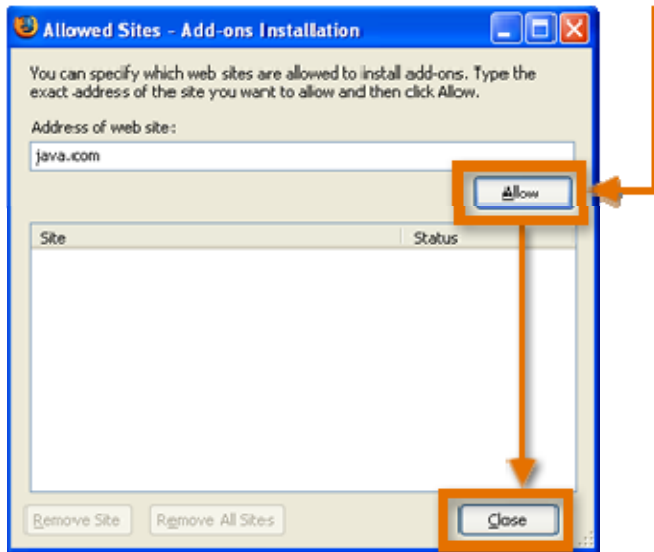 Allowed Sites - Add-ons Installation
You can specify which web sites are allowed to install add-ons. Type the
exact address of the site you want to allow and then click Allow.
Address of web site:
java.com
Allow
Site Status
Remove Site Remove All Sites Close